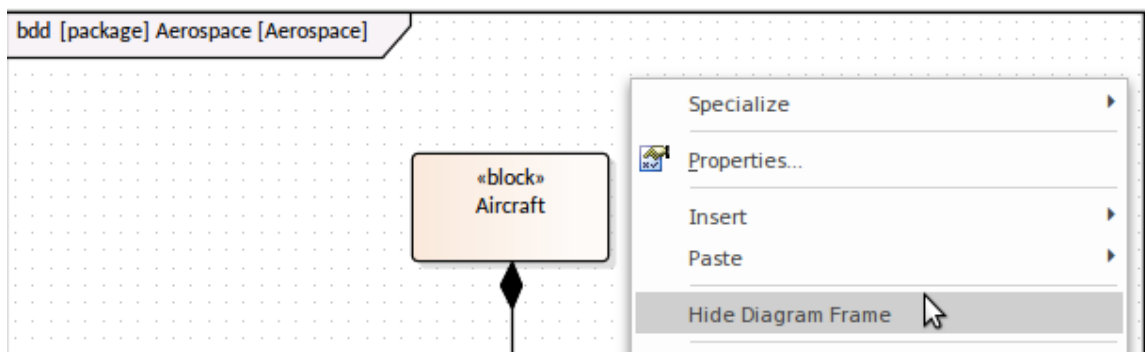 bdd [package] Aerospace [Aerospace]
«block»
Aircraft
Specialize
Properties...
Insert
Paste
Hide Diagram Frame